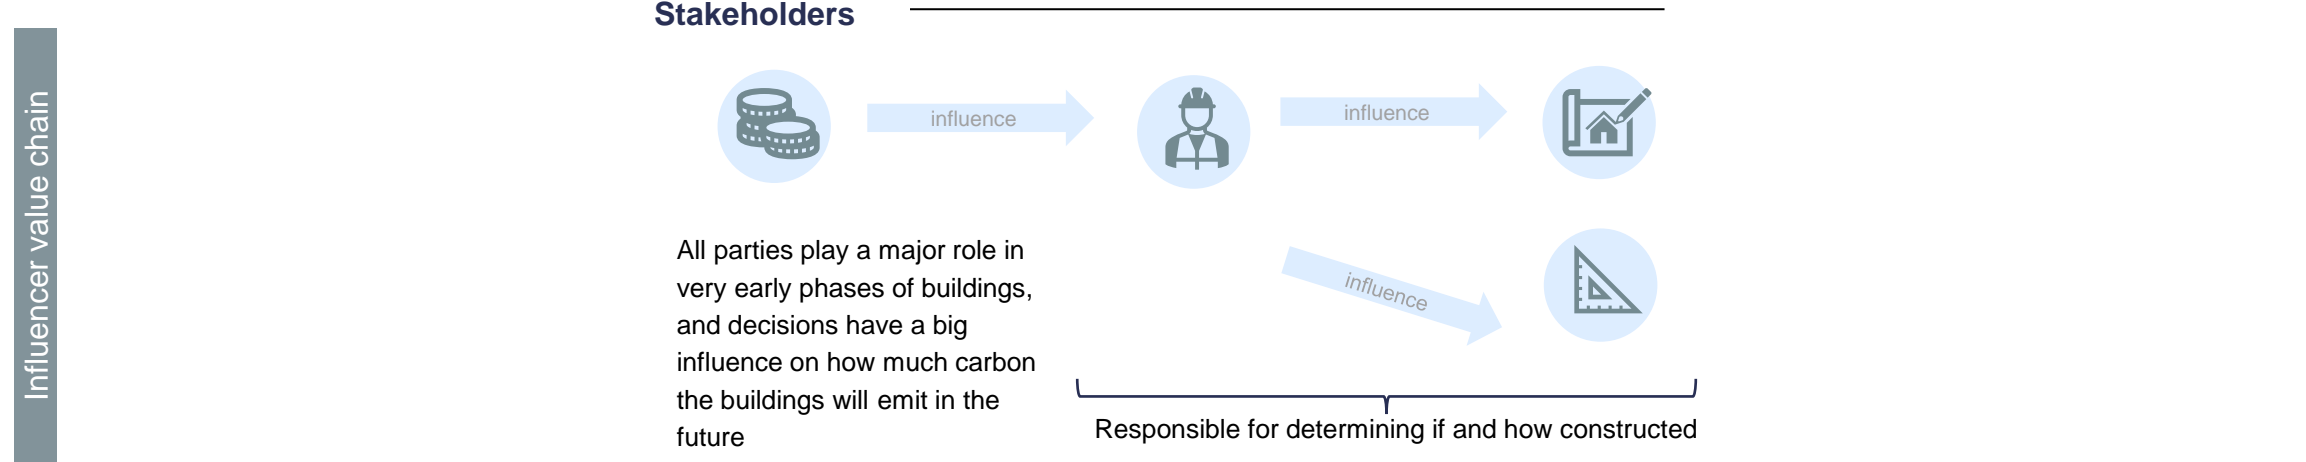 Stakeholders
Influencer value chain
influence
influence
All parties play a major role in
very early phases of buildings,
and decisions have a big
influence on how much carbon
the buildings will emit in the
future
influence
Responsible for determining if and how constructed